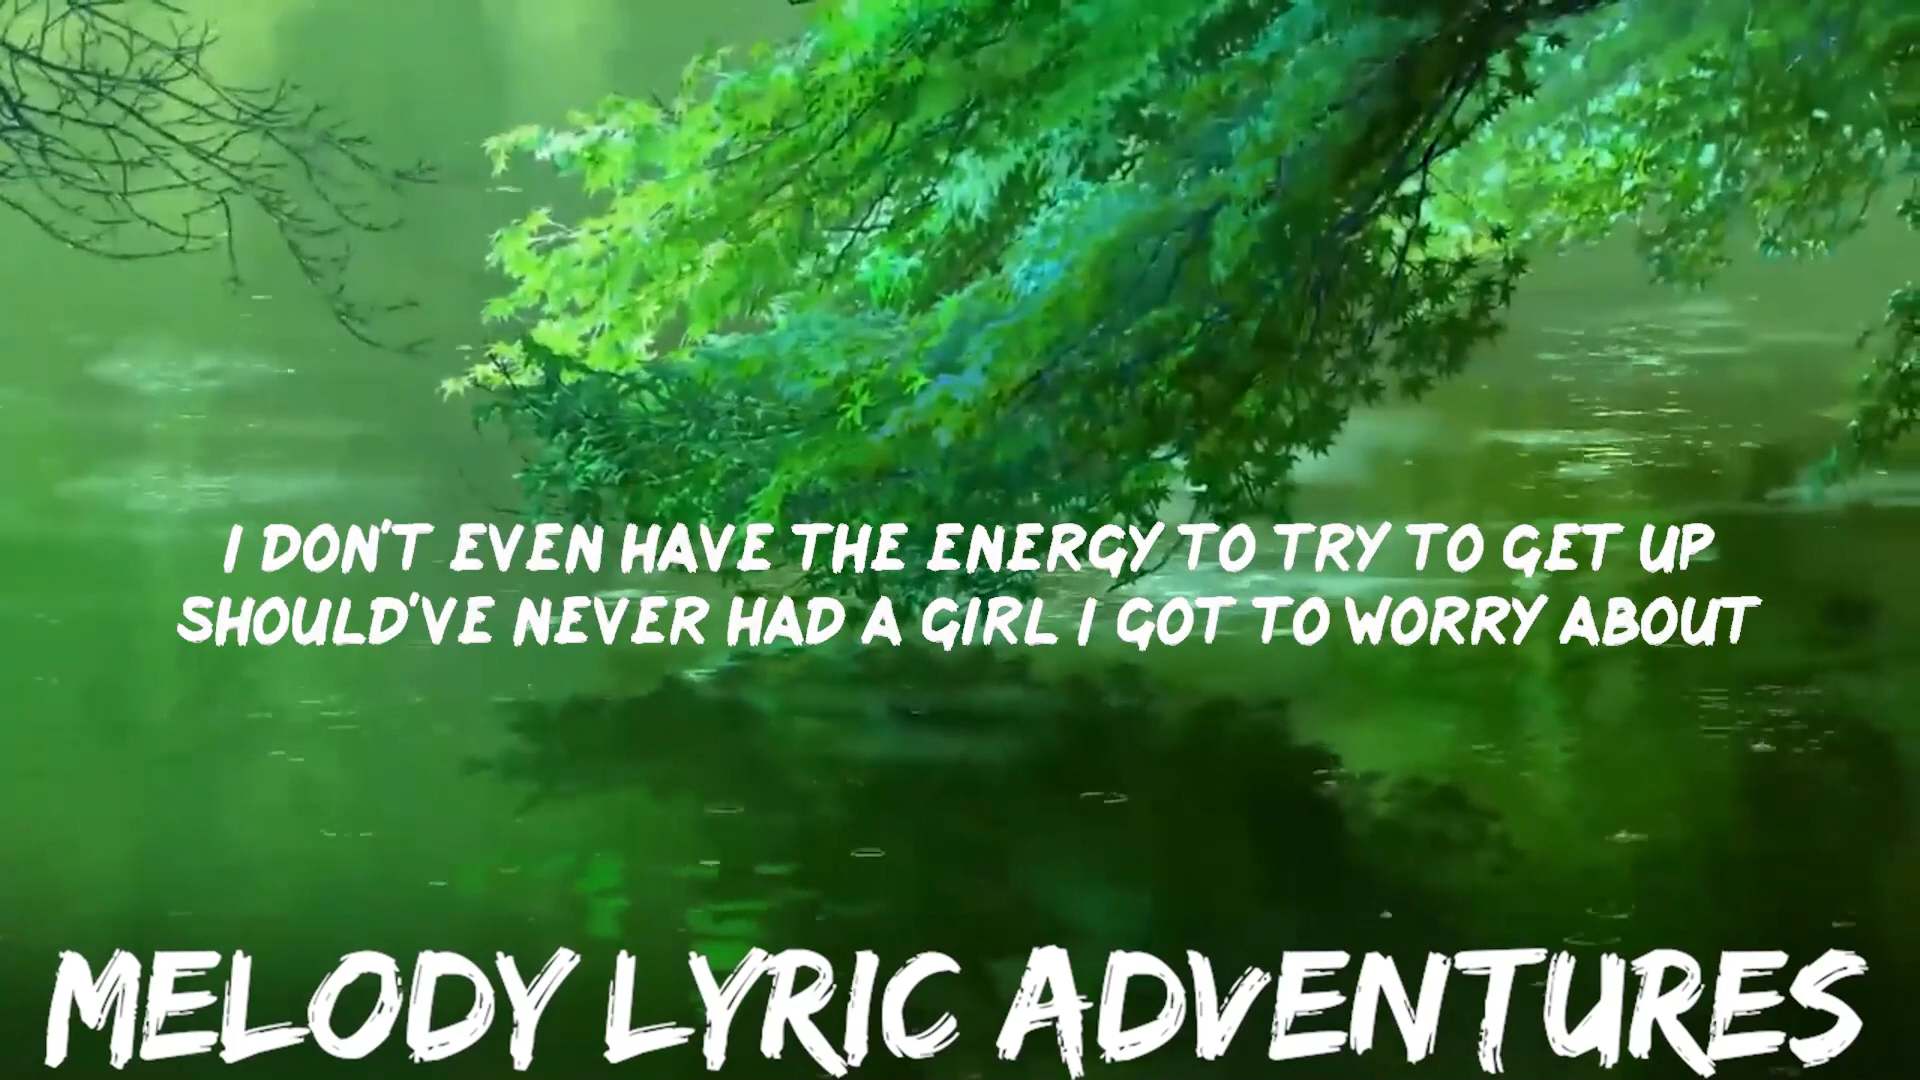 I DON'T EVEN HAVE THE ENERGY TO TRY TO GET UP
SHOULD'VE NEVER HAD A GIRL I GOT TO WORRY ABOUT
MELODY LYRIC ADVENTURES